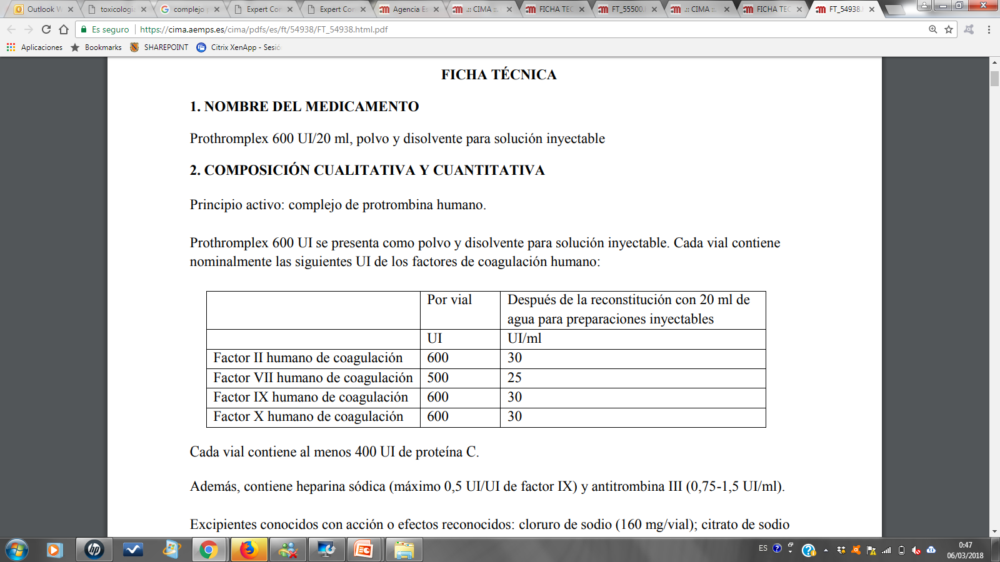 Outlook W
toxicologia
complejo p
Expert Con
Expert Con
Agencia Es
.:: CIMA ::.
FICHA TEC
FT_55500.
.:: CIMA ::.
FICHA TEC
FT_54938.
Es seguro
https://cima.aemps.es/cima/pdfs/es/ft/54938/FT_54938.html.pdf
Aplicaciones
Bookmarks
SHAREPOINT
Citrix XenApp - Sesió
FICHA TÉCNICA
1. NOMBRE DEL MEDICAMENTO
Prothromplex 600 UI/20 ml, polvo y disolvente para solución inyectable
2. COMPOSICIÓN CUALITATIVA Y CUANTITATIVA
Principio activo: complejo de protrombina humano.
Prothromplex 600 UI se presenta como polvo y disolvente para solución inyectable. Cada vial contiene
nominalmente las siguientes UI de los factores de coagulación humano:
Por vial
Después de la reconstitución con 20 ml de
agua para preparaciones inyectables
UI
UI/ml
Factor II humano de coagulación 600 30
Factor VII humano de coagulación 500 25
Factor IX humano de coagulación 600 30
Factor X humano de coagulación 600 30
Cada vial contiene al menos 400 UI de proteína C.
Además, contiene heparina sódica (máximo 0,5 UI/UI de factor IX) y antitrombina III (0,75-1,5 UI/ml).
Excipientes conocidos con acción o efectos reconocidos: cloruro de sodio (160 mg/vial); citrato de sodio
hp
ES
0:47
06/03/2018